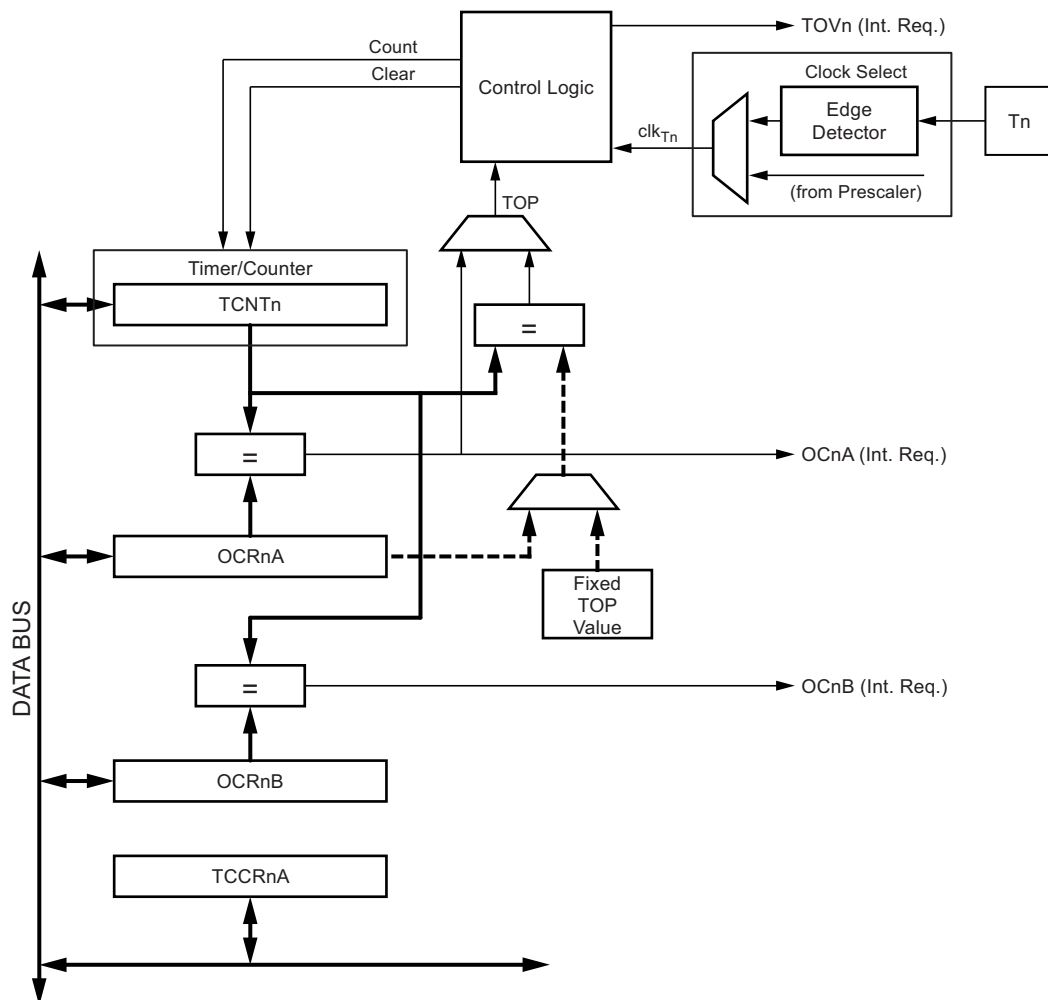 TOVn (Int. Req.)
Count
Clear
Control Logic
Clock Select
Edge
Detector
Tn
clkTn
(from Prescaler)
TOP
Timer/Counter
TCNTn
=
=
OCnA (Int. Req.)
OCRnA
Fixed
TOP
Value
DATA BUS
=
OCnB (Int. Req.)
OCRnB
TCCRnA